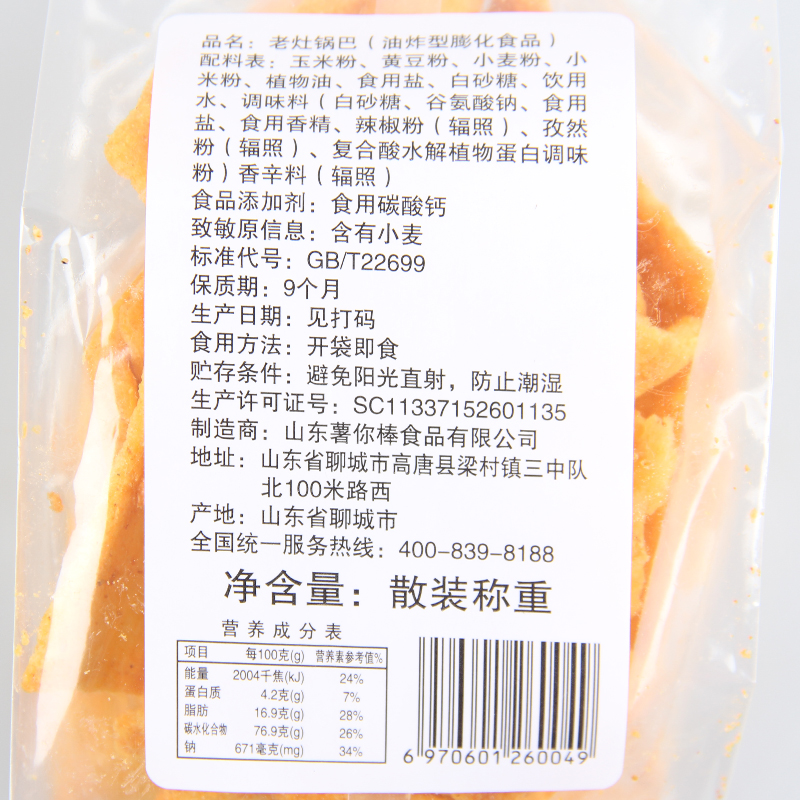 品名：老灶锅巴（油炸型膨化食品）
配料表：玉米粉、黄豆粉、小麦粉、小
米粉、植物油、食用盐、白砂糖、饮用
水、调味料（白砂糖、谷氨酸钠、食用
盐、食用香精、辣椒粉（辐照）、孜然
粉（辐照）、复合酸水解植物蛋白调味
粉）香辛料（辐照）
食品添加剂：食用碳酸钙
致敏原信息：含有小麦
标准代号：GB/T22699
保质期：9个月
生产日期：见打码
食用方法：开袋即食
贮存条件：避免阳光直射，防止潮湿
生产许可证号：SC11337152601135
制造商：山东薯你棒食品有限公司
地址：山东省聊城市高唐县梁村镇三中队
北100米路西
产地：山东省聊城市
全国统一服务热线：400-839-8188
净含量：散装称重
营养成分表
项目 每100克(g) 营养素参考值%
能量 2004千焦(kJ) 24%
蛋白质 4.2克(g) 7%
脂肪 16.9克(g) 28%
碳水化合物 76.9克(g) 26%
钠 671毫克(mg) 34%
6 970601 260049